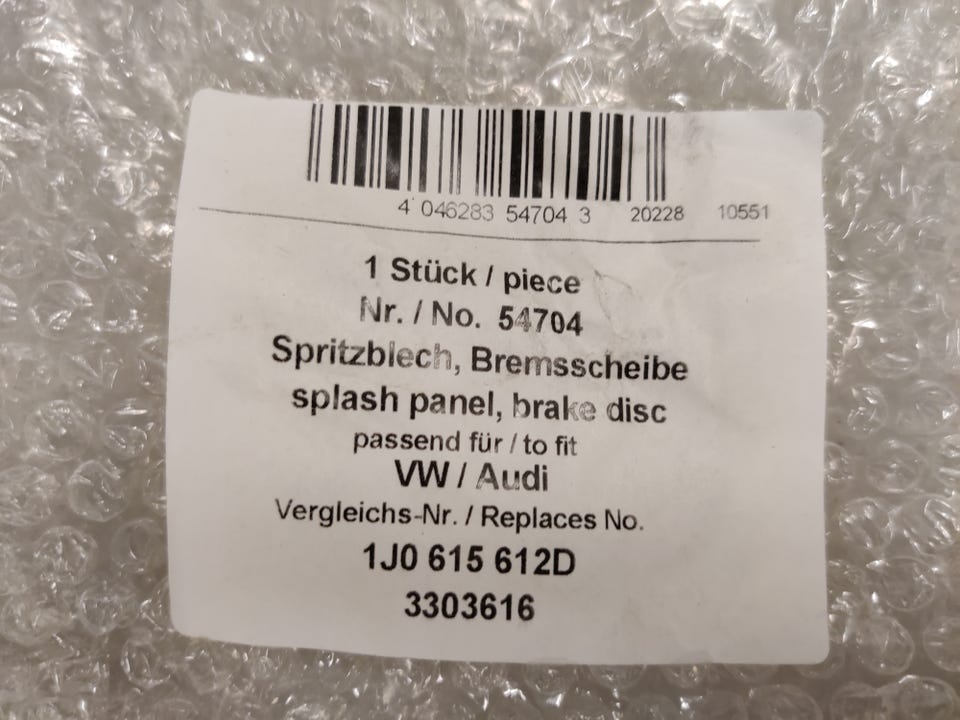 4 046283 54704 3 20228 10551
1 Stück / piece
Nr. / No. 54704
Spritzblech, Bremsscheibe
splash panel, brake disc
passend für / to fit
VW / Audi
Vergleichs-Nr. / Replaces No.
1J0 615 612D
3303616